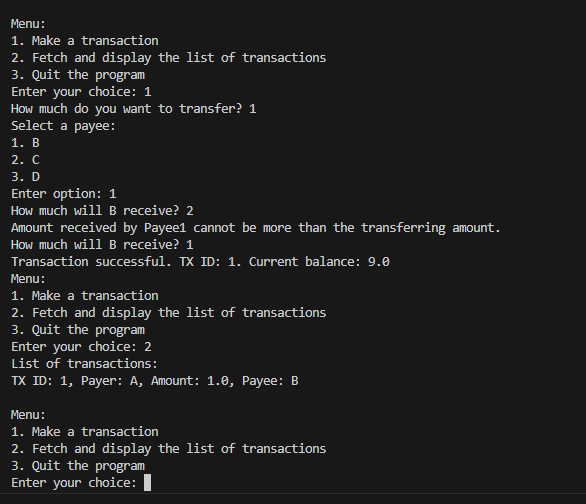 Menu:
1. Make a transaction
2. Fetch and display the list of transactions
3. Quit the program
Enter your choice: 1
How much do you want to transfer? 1
Select a payee:
1. B
2. C
3. D
Enter option: 1
How much will B receive? 2
Amount received by Payee1 cannot be more than the transferring amount.
How much will B receive? 1
Transaction successful. TX ID: 1. Current balance: 9.0
Menu:
1. Make a transaction
2. Fetch and display the list of transactions
3. Quit the program
Enter your choice: 2
List of transactions:
TX ID: 1, Payer: A, Amount: 1.0, Payee: B
Menu:
1. Make a transaction
2. Fetch and display the list of transactions
3. Quit the program
Enter your choice: